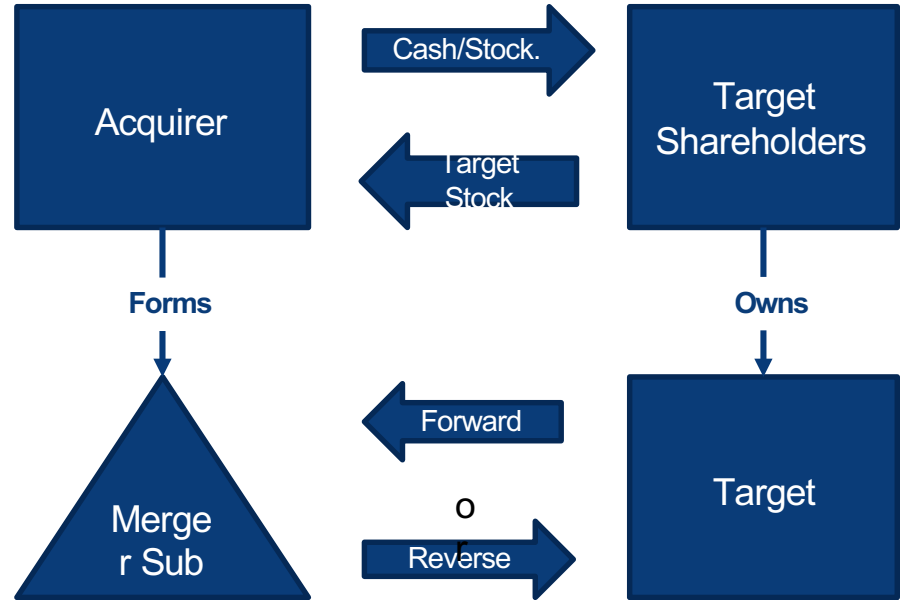 Cash/Stock.
Acquirer
Target
Shareholders
Target
Stock
Forms
Owns
Forward
Target
o
r
Merge
r Sub
Reverse